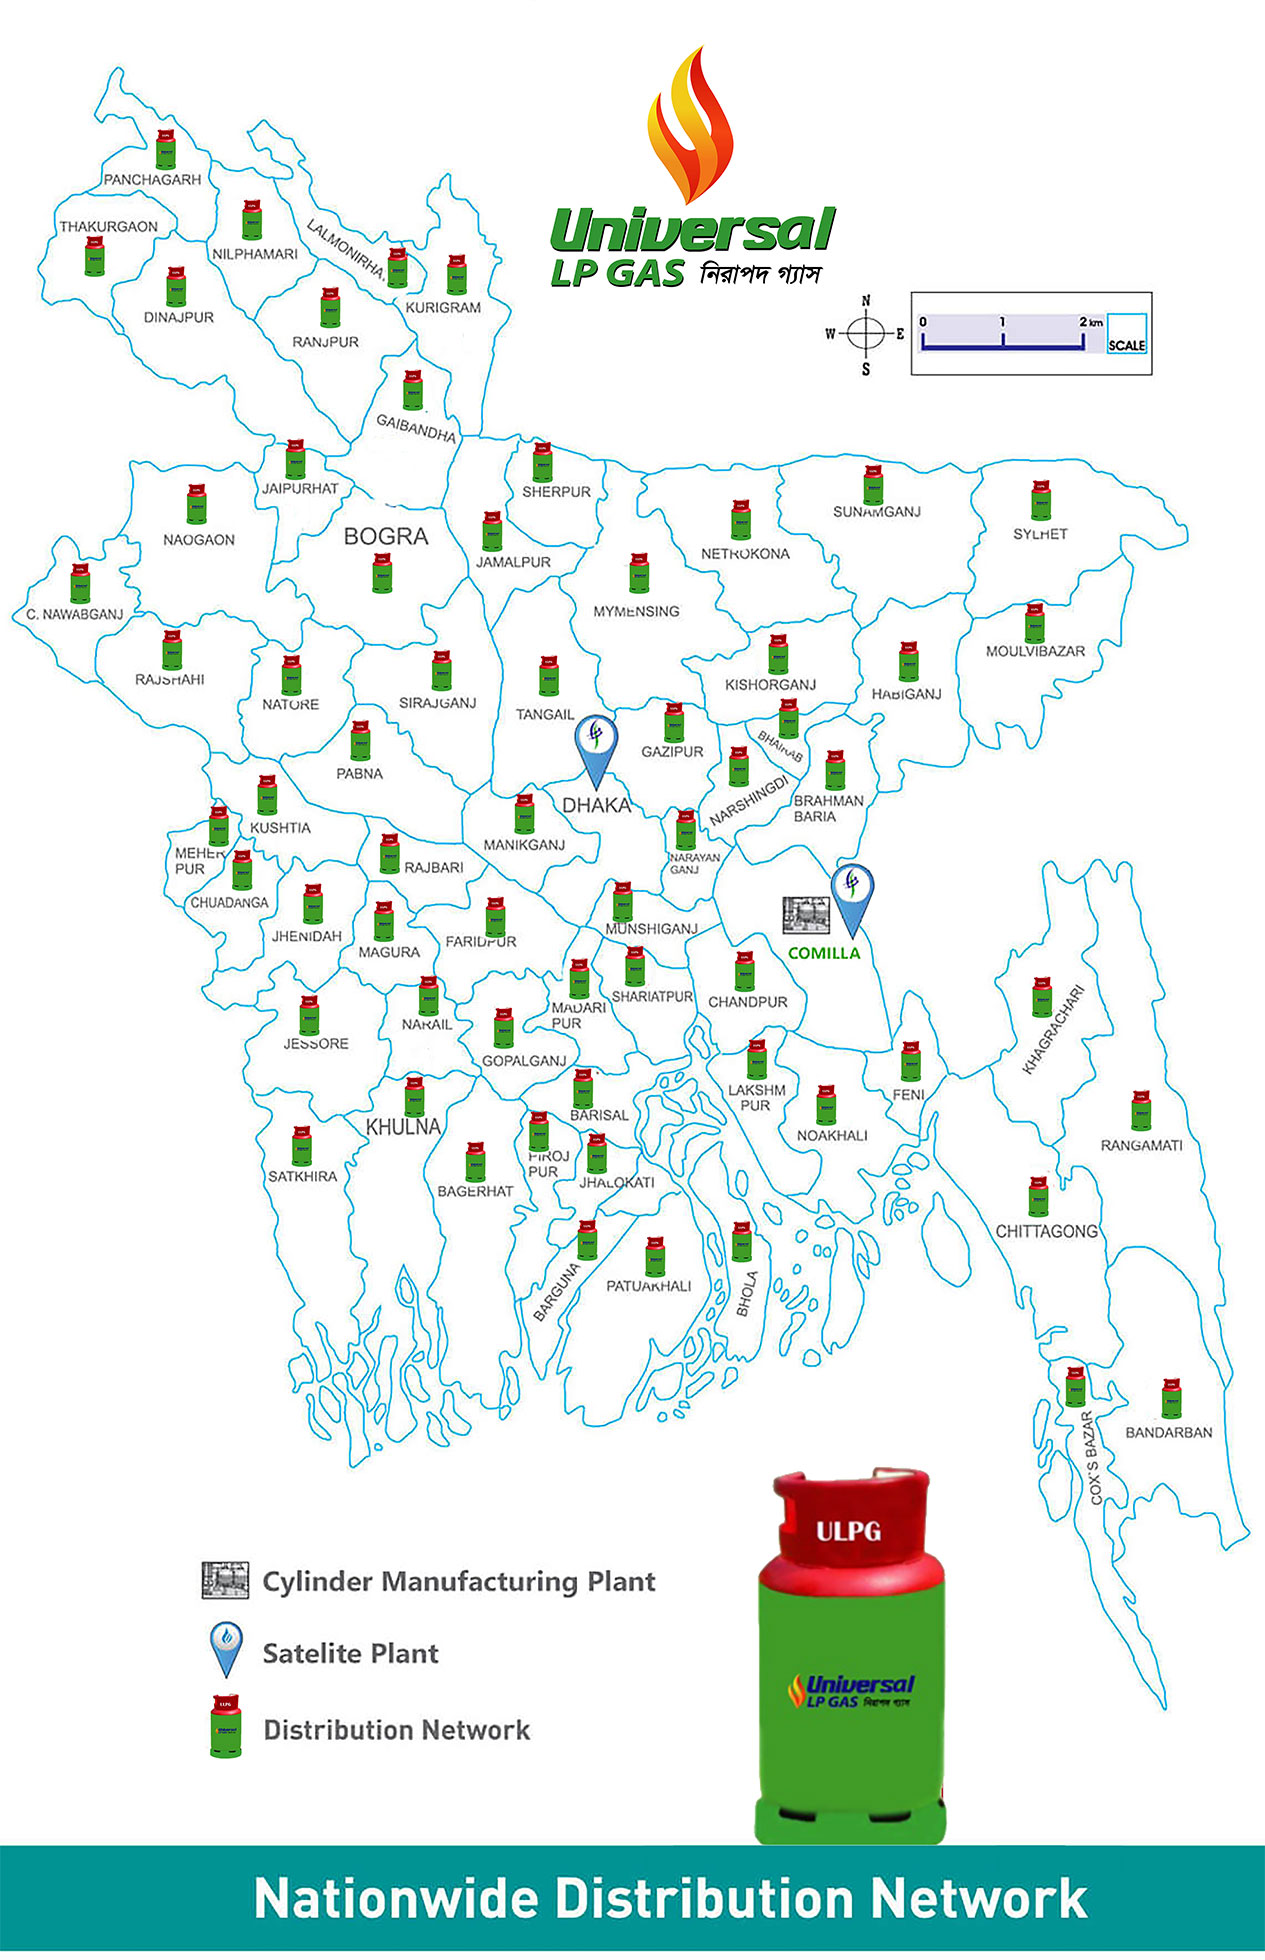 Universal
LP GAS নিরাপদ গ্যাস
N
W E
S
0 1 2 km
SCALE
PANCHAGARH
THAKURGAON
NILPHAMARI
LALMONIRHA
DINAJPUR
RANJPUR
KURIGRAM
GAIBANDHA
JAIPURHAT
SHERPUR
SUNAMGANJ
SYLHET
NAOGAON
BOGRA
JAMALPUR
NETROKONA
C. NAWABGANJ
MYMENSING
MOULVIBAZAR
RAJSHAHI
NATORE
SIRAJGANJ
TANGAIL
KISHORGANJ
HABIGANJ
PABNA
GAZIPUR
BHAIRAB
NARSHINGDI
BRAHMAN
BARIA
DHAKA
KUSHTIA
MANIKGANJ
MEHER
PUR
RAJBARI
NARAYAN
GANJ
CHUADANGA
JHENIDAH
MAGURA
FARIDPUR
MUNSHIGANJ
COMILLA
JESSORE
NARAIL
GOPALGANJ
MADARI
PUR
SHARIATPUR
CHANDPUR
KHAGRACHARI
LAKSHM
PUR
FENI
NOAKHALI
BARISAL
KHULNA
RANGAMATI
SATKHIRA
BAGERHAT
PIROJ
PUR
JHALOKATI
CHITTAGONG
BARGUNA
PATUAKHALI
BHOLA
COX'S BAZAR
BANDARBAN
ULPG
Universal
LP GAS নিরাপদ গ্যাস
Cylinder Manufacturing Plant
Satelite Plant
ULPG
Universal
Distribution Network
Nationwide Distribution Network